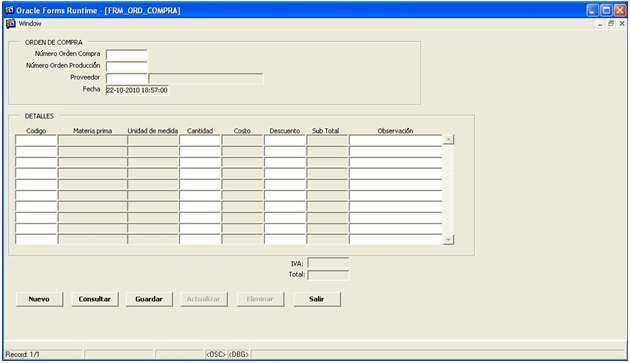 Oracle Forms Runtime - [FRM_ORD_COMPRA]
Window
ORDEN DE COMPRA
Número Orden Compra
Número Orden Producción
Proveedor
Fecha 22-10-2010 18:57:00
DETALLES
Codigo Materia prima Unidad de medida Cantidad Costo Descuento Sub Total Observación
IVA:
Total:
Nuevo Consultar Guardar Actualizar Eliminar Salir
Record: 1/1 <OSC> <DBG>